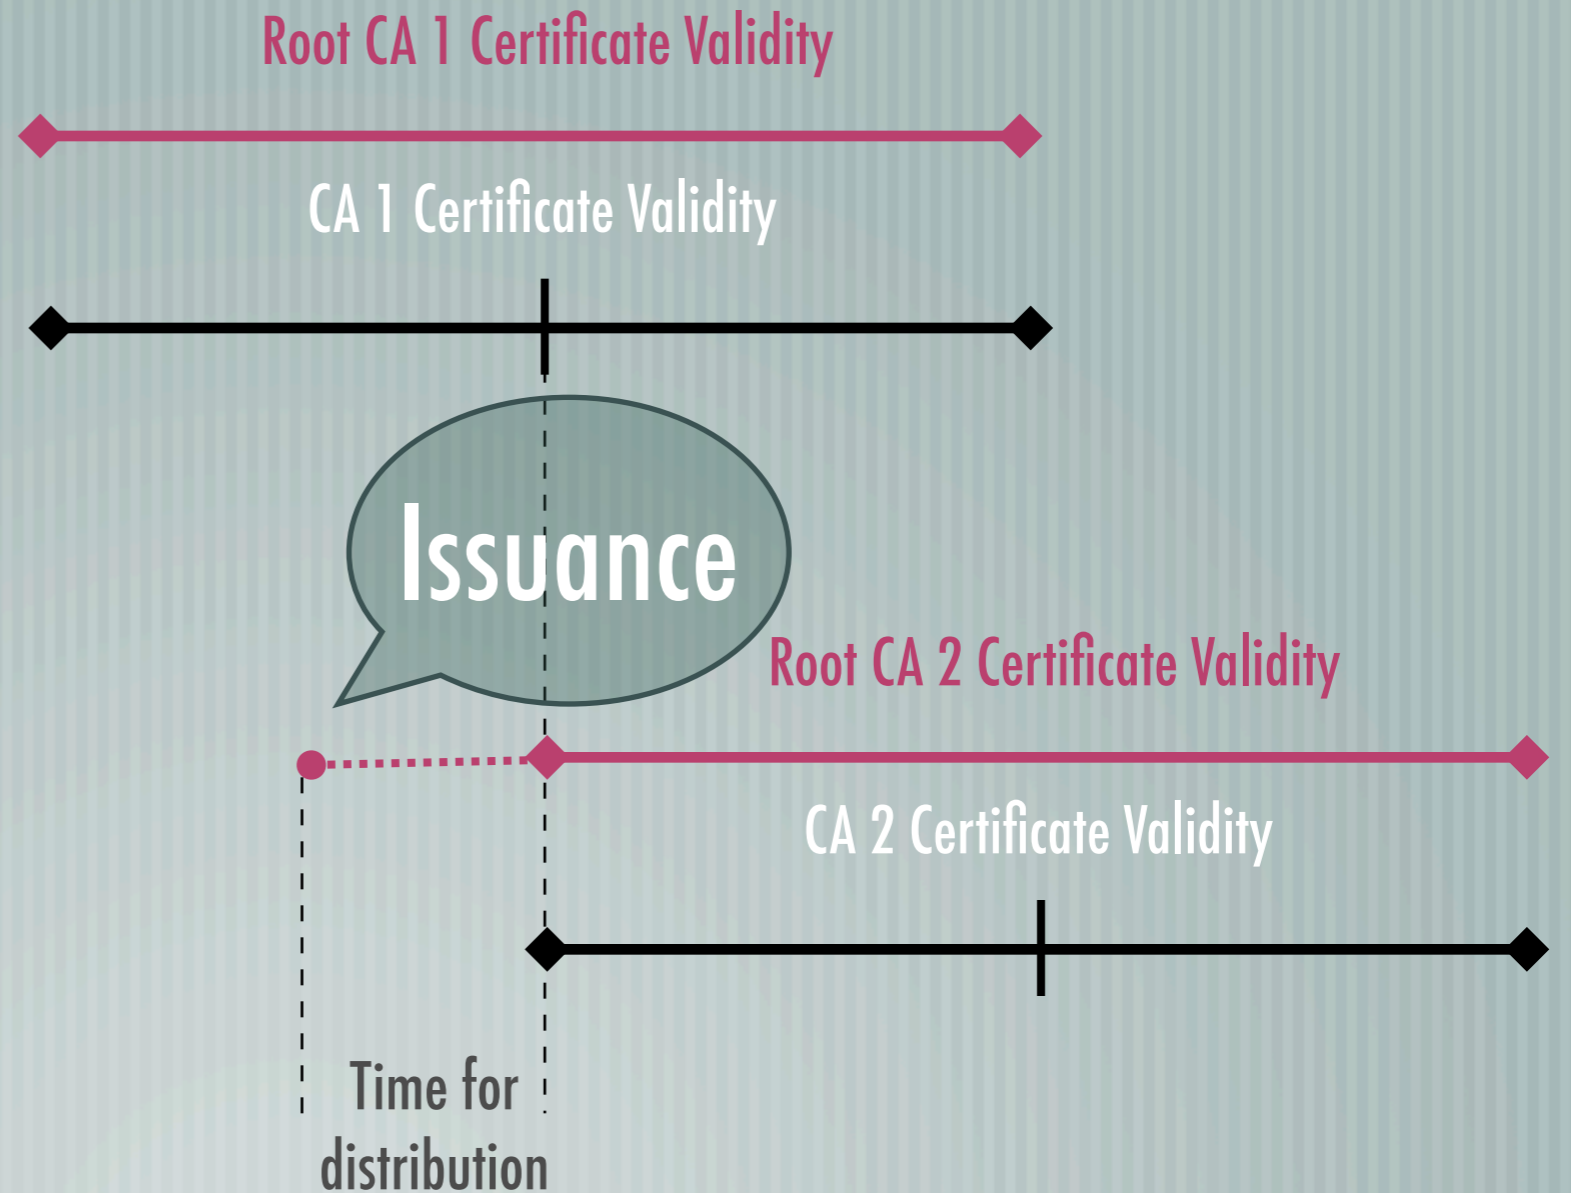 Root CA 1 Certificate Validity
CA 1 Certificate Validity
Issuance
Root CA 2 Certificate Validity
CA 2 Certificate Validity
Time for
distribution